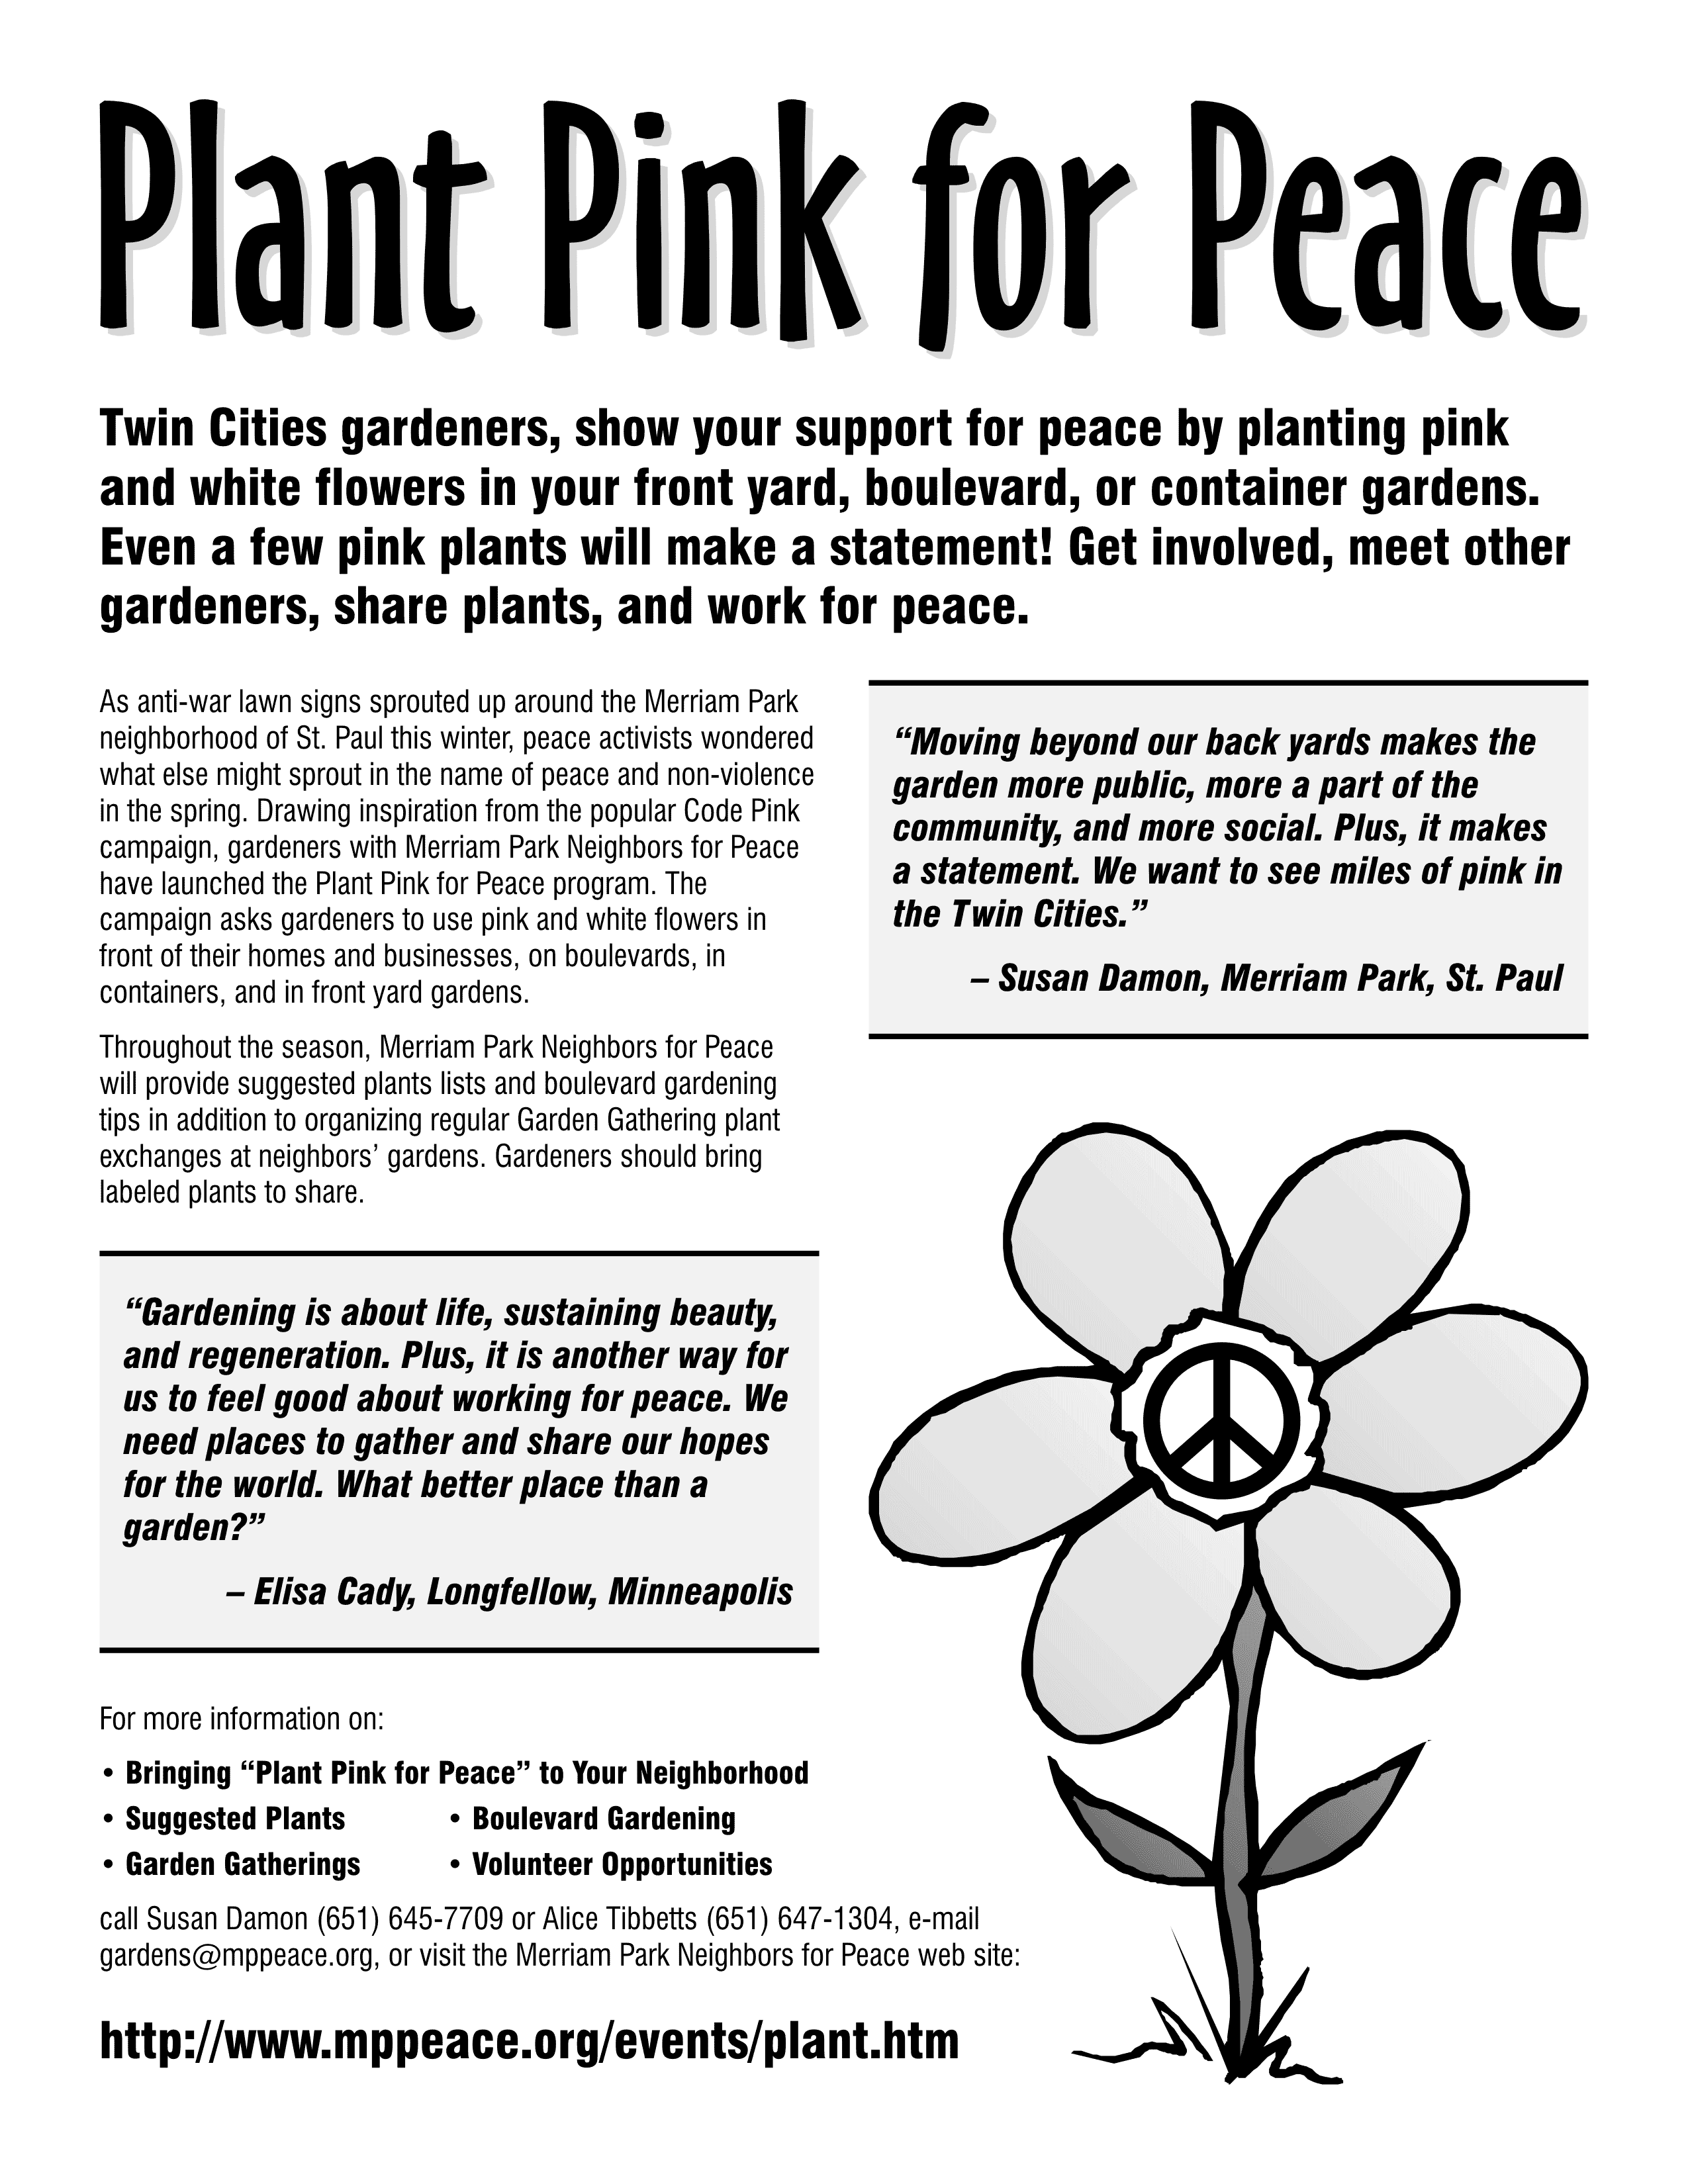 Plant Pink for Peace
Twin Cities gardeners, show your support for peace by planting pink
and white flowers in your front yard, boulevard, or container gardens.
Even a few pink plants will make a statement! Get involved, meet other
gardeners, share plants, and work for peace.
As anti-war lawn signs sprouted up around the Merriam Park
neighborhood of St. Paul this winter, peace activists wondered
what else might sprout in the name of peace and non-violence
in the spring. Drawing inspiration from the popular Code Pink
campaign, gardeners with Merriam Park Neighbors for Peace
have launched the Plant Pink for Peace program. The
campaign asks gardeners to use pink and white flowers in
front of their homes and businesses, on boulevards, in
containers, and in front yard gardens.
Throughout the season, Merriam Park Neighbors for Peace
will provide suggested plants lists and boulevard gardening
tips in addition to organizing regular Garden Gathering plant
exchanges at neighbors’ gardens. Gardeners should bring
labeled plants to share.
“Gardening is about life, sustaining beauty,
and regeneration. Plus, it is another way for
us to feel good about working for peace. We
need places to gather and share our hopes
for the world. What better place than a
garden?”
– Elisa Cady, Longfellow, Minneapolis
“Moving beyond our back yards makes the
garden more public, more a part of the
community, and more social. Plus, it makes
a statement. We want to see miles of pink in
the Twin Cities.”
– Susan Damon, Merriam Park, St. Paul
For more information on:
• Bringing “Plant Pink for Peace” to Your Neighborhood
• Suggested Plants • Boulevard Gardening
• Garden Gatherings • Volunteer Opportunities
call Susan Damon (651) 645-7709 or Alice Tibbetts (651) 647-1304, e-mail
gardens@mppeace.org, or visit the Merriam Park Neighbors for Peace web site:
http://www.mppeace.org/events/plant.htm